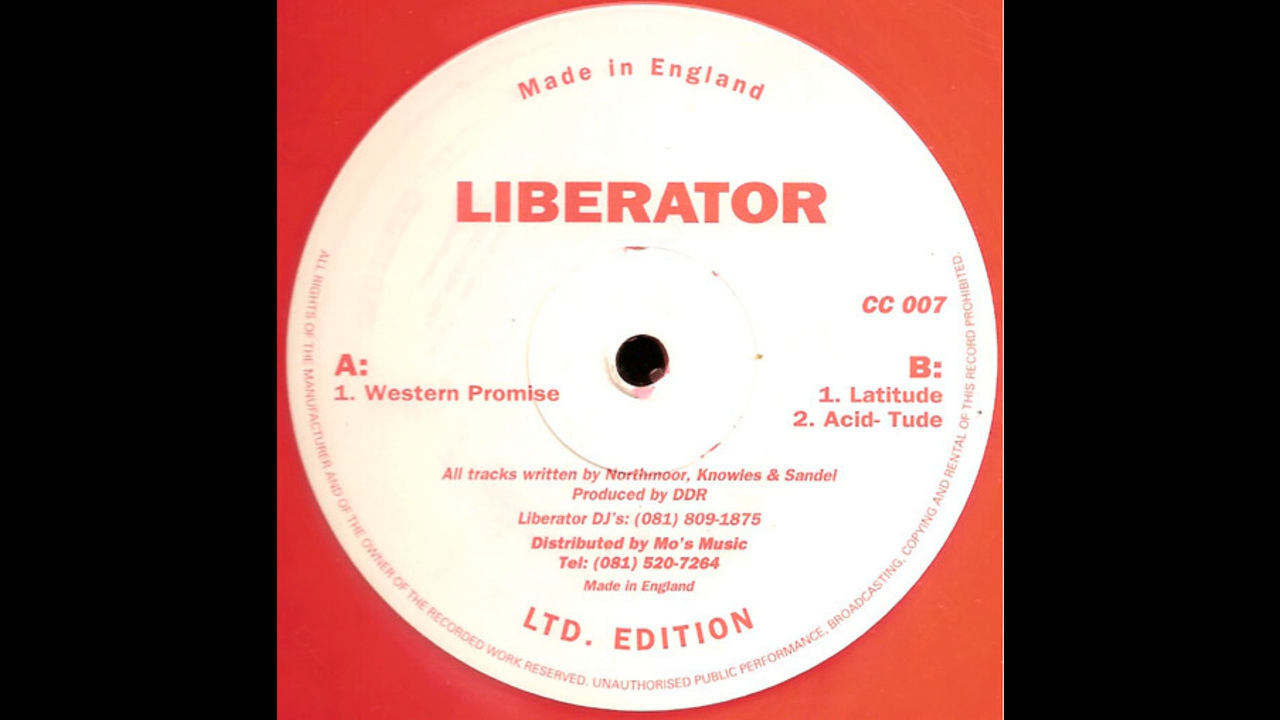 Made in England
LIBERATOR
CC 007
A:
1. Western Promise
B:
1. Latitude
2. Acid- Tude
All tracks written by Northmoor, Knowles & Sandel
Produced by DDR
Liberator DJ's: (081) 809-1875
Distributed by Mo's Music
Tel: (081) 520-7264
Made in England
LTD. EDITION
ALL RIGHTS OF THE MANUFACTURER AND OF THE OWNER OF THE RECORDED WORK RESERVED. UNAUTHORISED PUBLIC PERFORMANCE, BROADCASTING, COPYING AND RENTAL OF THIS RECORD PROHIBITED.